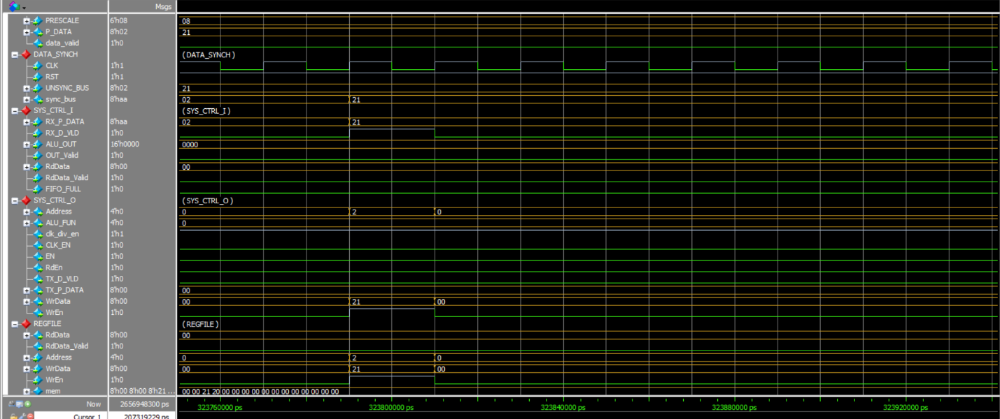 Msgs
PRESCALE 6'h08 08
P_DATA 8'h02 21
data_valid 1'h0
DATA_SYNCH (DATA_SYNCH)
CLK 1'h1
RST 1'h1
UNSYNC_BUS 8'h02 21
sync_bus 8'haa 02 21
SYS_CTRL_I (SYS_CTRL_I)
RX_P_DATA 8'haa 02 21
RX_D_VLD 1'h0
ALU_OUT 16'h0000 0000
OUT_Valid 1'h0
RdData 8'h00 00
RdData_Valid 1'h0
FIFO_FULL 1'h0
SYS_CTRL_O (SYS_CTRL_O)
Address 4'h0 0 2 0
ALU_FUN 4'h0 0
clk_div_en 1'h1
CLK_EN 1'h0
EN 1'h0
RdEn 1'h0
TX_D_VLD 1'h0
TX_P_DATA 8'h00 00
WrData 8'h00 00 21 00
WrEn 1'h0
REGFILE (REGFILE)
RdData 8'h00 00
RdData_Valid 1'h0
Address 4'h0 0 2 0
WrData 8'h00 00 21 00
WrEn 1'h0
mem 8'h00 8'h00 8'h21 ... 00 00 21 20 00 00 00 00 00 00 00 00 00 00 00 00
Now 2656948300 ps 323760000 ps 323800000 ps 323840000 ps 323880000 ps 323920000 ps
Cursor 1 207319229 ps